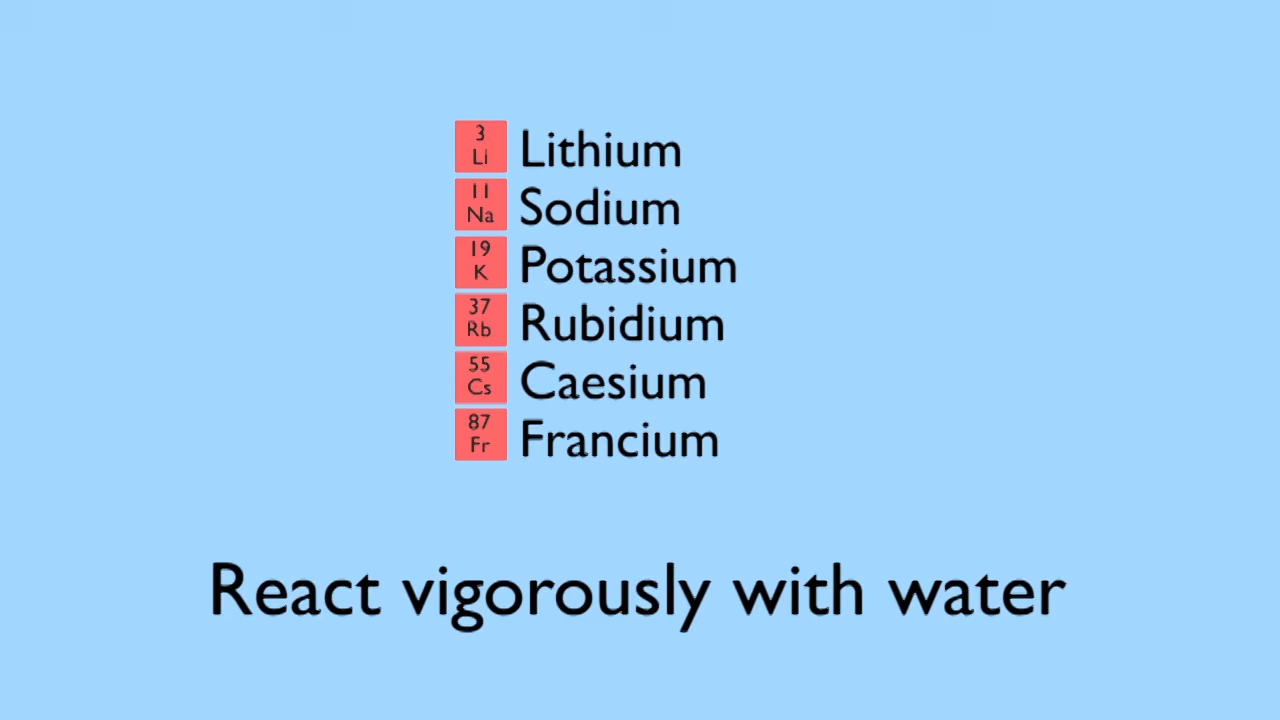 3
Li Lithium
11
Na Sodium
19
K Potassium
37
Rb Rubidium
55
Cs Caesium
87
Fr Francium
React vigorously with water